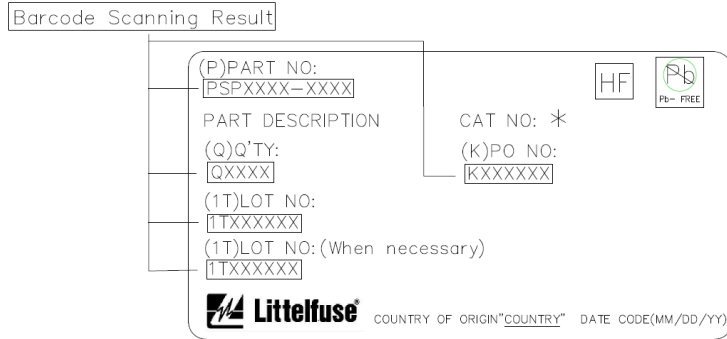 Barcode Scanning Result
(P)PART NO:
PSPXXXX-XXXX
HF
Pb
Pb- FREE
PART DESCRIPTION
CAT NO: *
(Q)Q'TY:
QXXXX
(K)PO NO:
KXXXXXX
(1T)LOT NO:
1TXXXXXX
(1T)LOT NO:(When necessary)
1TXXXXXX
Littelfuse®
COUNTRY OF ORIGIN"COUNTRY" DATE CODE(MM/DD/YY)